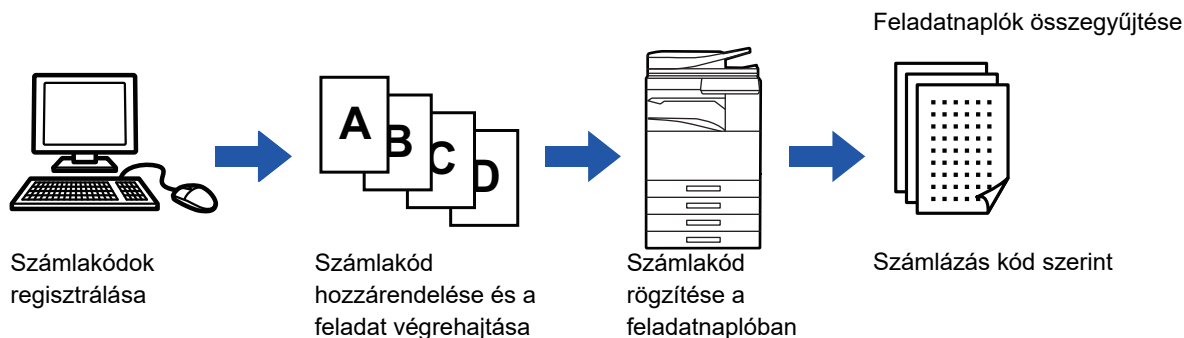 Feladatnaplók összegyűjtése
A
B
C
D
Számlakódok
regisztrálása
Számlakód
hozzárendelése és a
feladat végrehajtása
Számlakód
rögzítése a
feladatnaplóban
Számlázás kód szerint